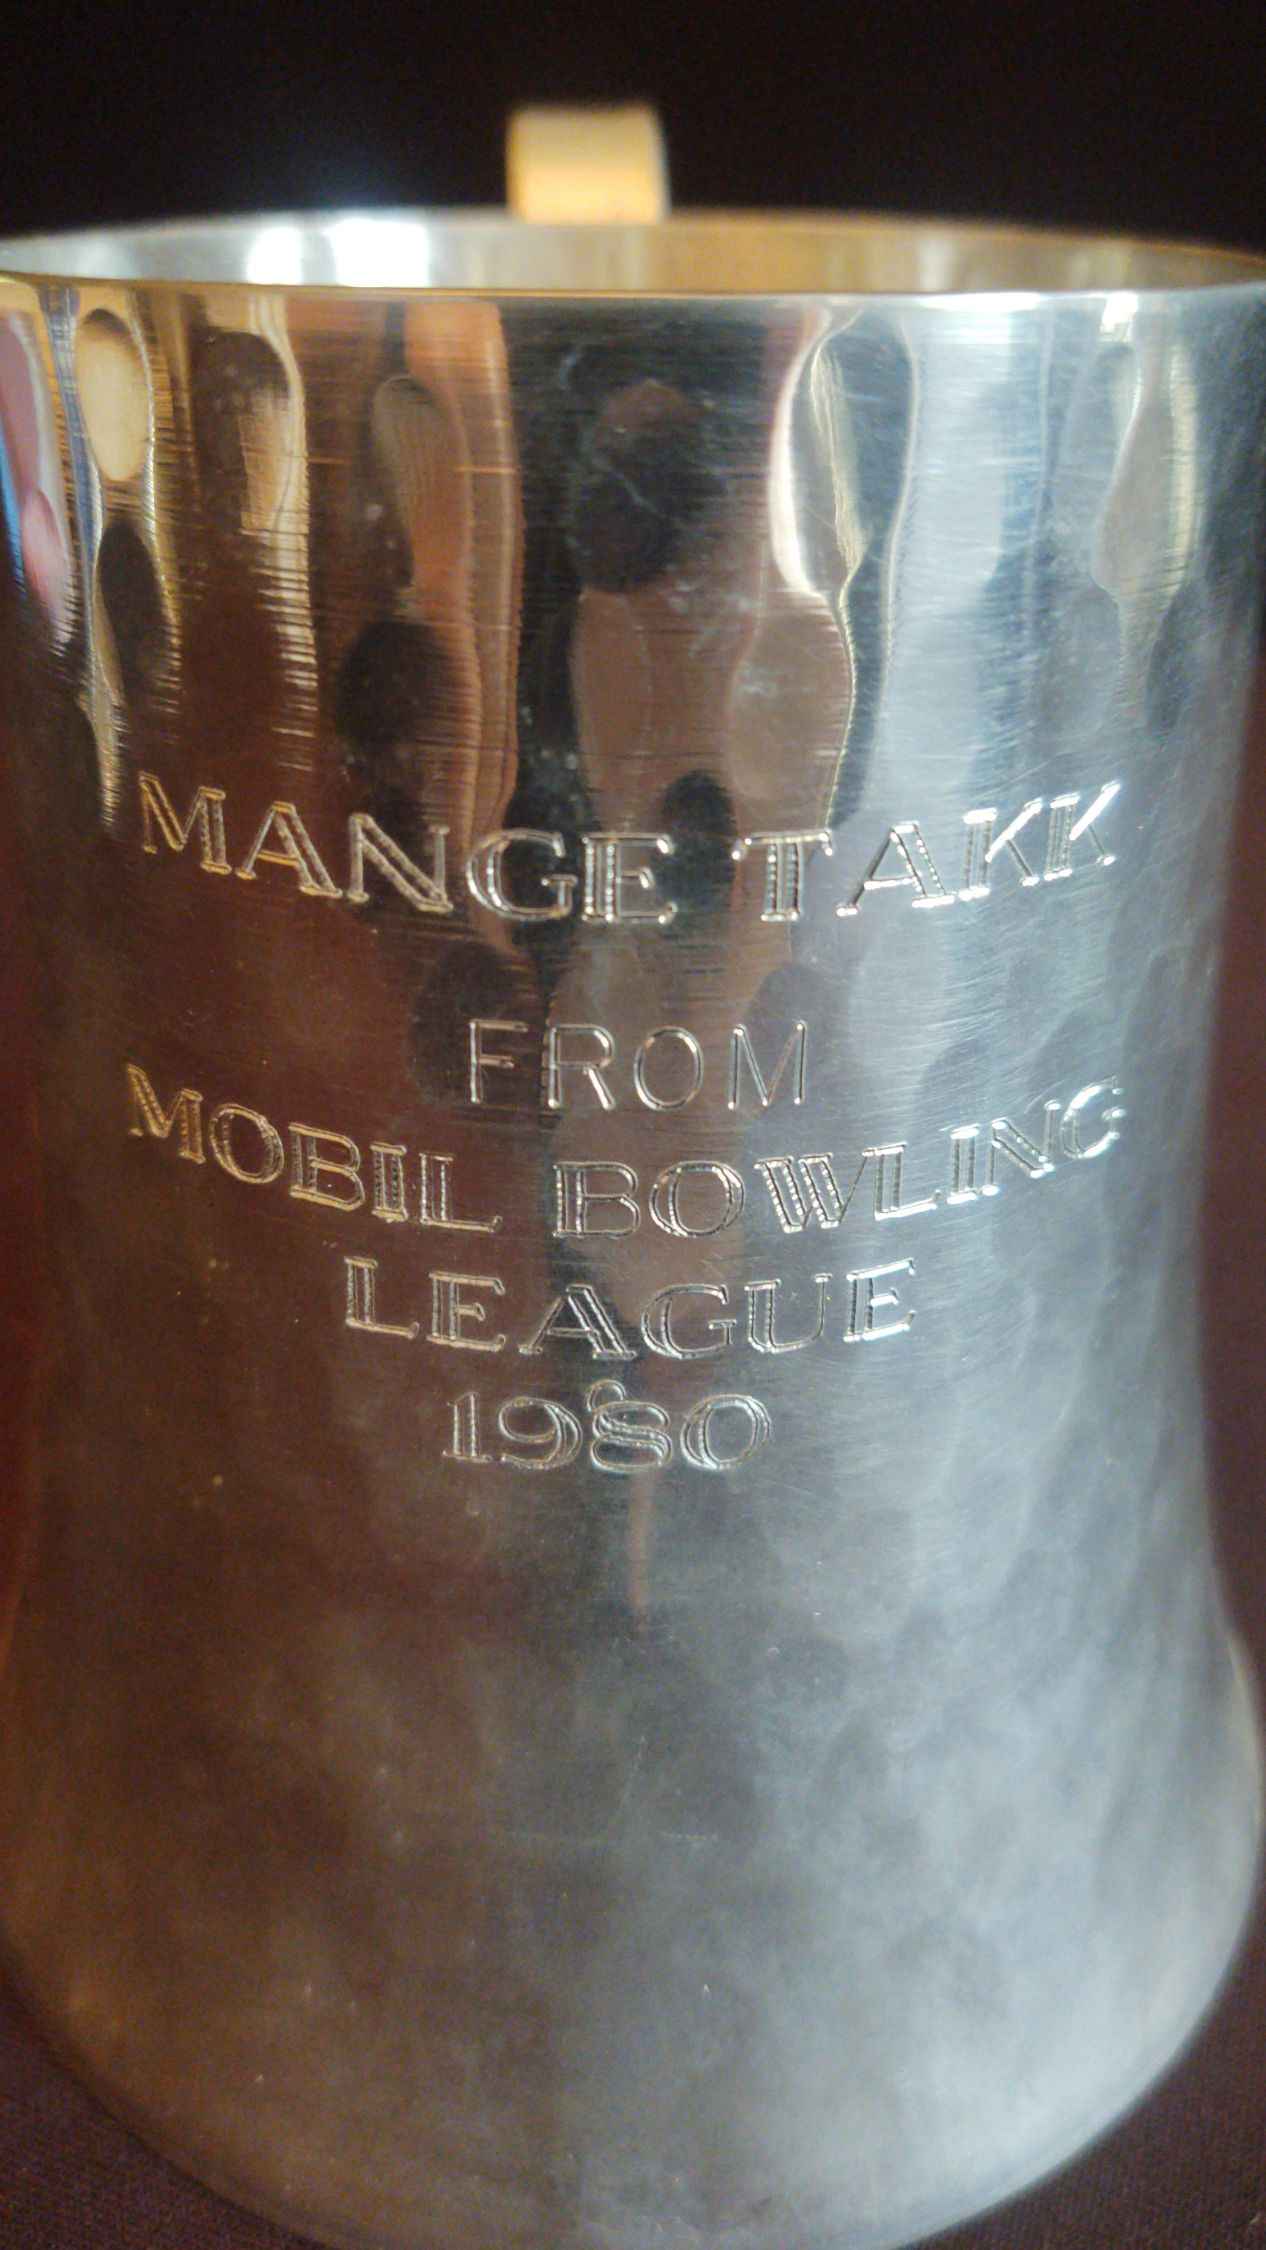 MANGE TAKK
FROM
MOBIL BOWLING
LEAGUE
1980